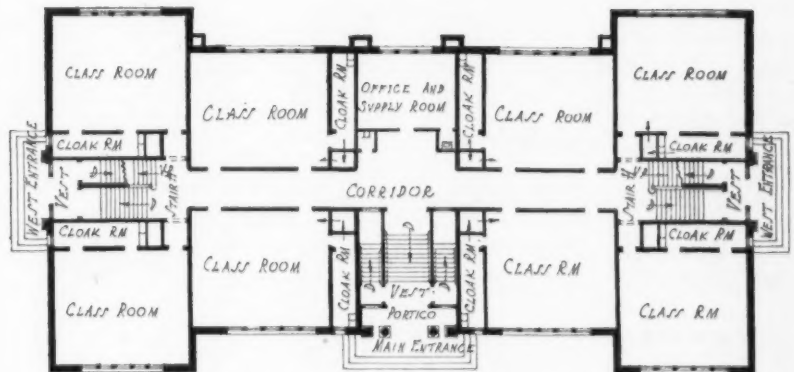 CLASS ROOM
CLASS ROOM
CLOAK RM
OFFICE AND
SUPPLY ROOM
CLOAK RM
CLASS ROOM
CLASS ROOM
CLOAK RM
CLOAK RM
WEST ENTRANCE
VEST
D
UP
D
STAIR H.
CORRIDOR
STAIR H.
UP
D
D
VEST
WEST ENTRANCE
CLOAK RM
CLOAK RM
CLASS ROOM
CLASS ROOM
CLOAK RM
D
D
D
VEST.
PORTICO
MAIN ENTRANCE
CLOAK RM
CLASS RM
CLASS RM